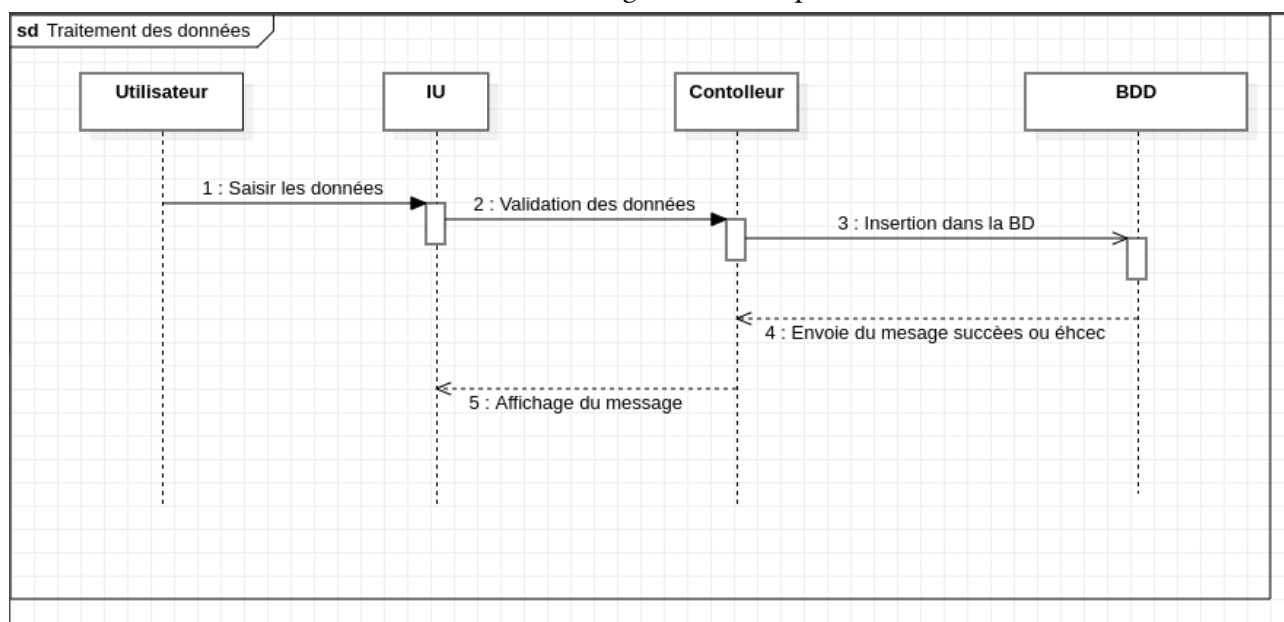 sd Traitement des données
Utilisateur
IU
Contolleur
BDD
1 : Saisir les données
2 : Validation des données
3 : Insertion dans la BD
4 : Envoie du mesage succèes ou éhcec
5 : Affichage du message